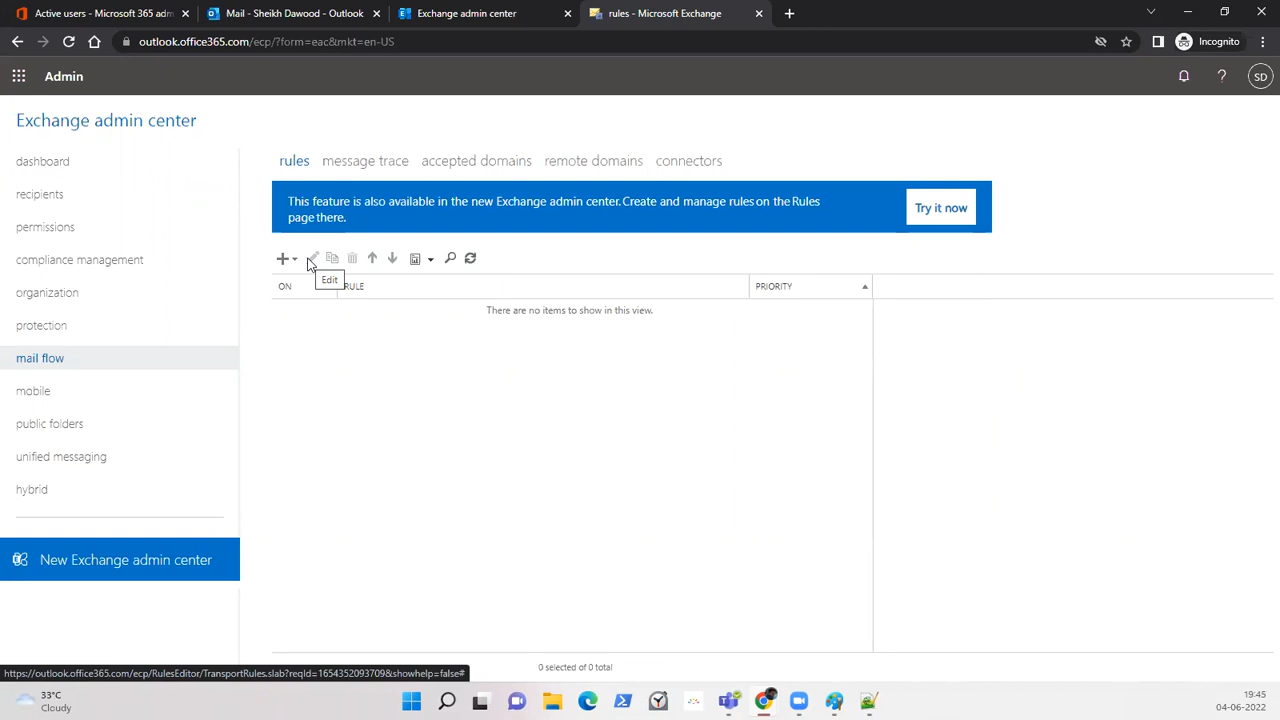 Active users - Microsoft 365 adm
Mail - Sheikh Dawood - Outlook
Exchange admin center
rules - Microsoft Exchange
outlook.office365.com/ecp/?form=eac&mkt=en-US
Incognito
Admin
SD
Exchange admin center
dashboard
recipients
permissions
compliance management
organization
protection
mail flow
mobile
public folders
unified messaging
hybrid
New Exchange admin center
rules message trace accepted domains remote domains connectors
This feature is also available in the new Exchange admin center. Create and manage rules on the Rules
page there.
Try it now
Edit
ON RULE PRIORITY
There are no items to show in this view.
0 selected of 0 total
https://outlook.office365.com/ecp/RulesEditor/TransportRules.slab?reqId=1654352093709&showhelp=false#
33°C
Cloudy
19:45
04-06-2022